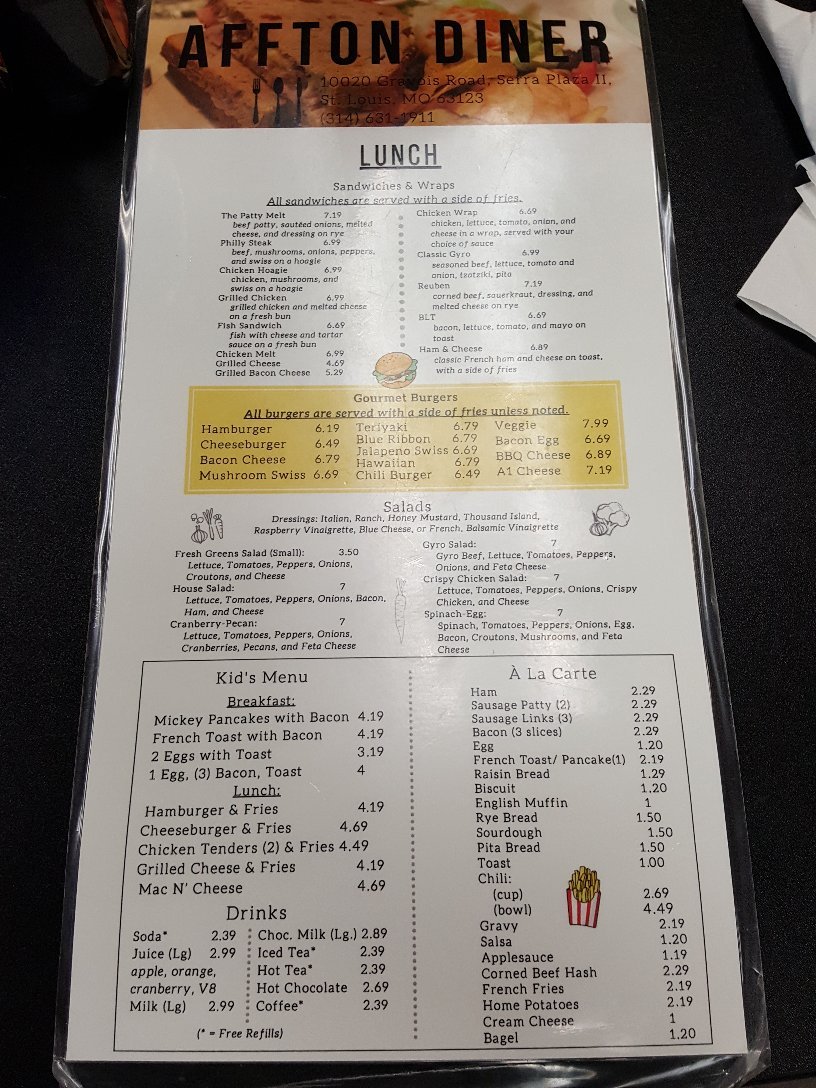 AFFTON DINER
10020 Gravois Road, Serra Plaza II,
St. Louis, MO 63123
(314) 631-1911
LUNCH
Sandwiches & Wraps
All sandwiches are served with a side of fries.
The Patty Melt 7.19
beef patty, sautéed onions, melted
cheese, and dressing on rye
Philly Steak 6.99
beef, mushrooms, onions, peppers,
and swiss on a hoagie
Chicken Hoagie 6.99
chicken, mushrooms, and
swiss on a hoagie
Grilled Chicken 6.99
grilled chicken and melted cheese
on a fresh bun
Fish Sandwich 6.69
fish with cheese and tartar
sauce on a fresh bun
Chicken Melt 6.99
Grilled Cheese 4.69
Grilled Bacon Cheese 5.29
Chicken Wrap 6.69
chicken, lettuce, tomato, onion, and
cheese in a wrap, served with your
choice of sauce
Classic Gyro 6.99
seasoned beef, lettuce, tomato and
onion, tzatziki, pita
Reuben 7.19
corned beef, sauerkraut, dressing, and
melted cheese on rye
BLT 6.69
bacon, lettuce, tomato, and mayo on
toast
Ham & Cheese 6.89
classic French ham and cheese on toast,
with a side of fries
Gourmet Burgers
All burgers are served with a side of fries unless noted.
Hamburger 6.19
Cheeseburger 6.49
Bacon Cheese 6.79
Mushroom Swiss 6.69
Teriyaki 6.79
Blue Ribbon 6.79
Jalapeno Swiss 6.69
Hawaiian 6.79
Chili Burger 6.49
Veggie 7.99
Bacon Egg 6.69
BBQ Cheese 6.89
A1 Cheese 7.19
Salads
Dressings: Italian, Ranch, Honey Mustard, Thousand Island,
Raspberry Vinaigrette, Blue Cheese, or French, Balsamic Vinaigrette
Fresh Greens Salad (Small): 3.50
Lettuce, Tomatoes, Peppers, Onions,
Croutons, and Cheese
House Salad: 7
Lettuce, Tomatoes, Peppers, Onions, Bacon,
Ham, and Cheese
Cranberry-Pecan: 7
Lettuce, Tomatoes, Peppers, Onions,
Cranberries, Pecans, and Feta Cheese
Gyro Salad: 7
Gyro Beef, Lettuce, Tomatoes, Peppers,
Onions, and Feta Cheese
Crispy Chicken Salad: 7
Lettuce, Tomatoes, Peppers, Onions, Crispy
Chicken, and Cheese
Spinach-Egg: 7
Spinach, Tomatoes, Peppers, Onions, Egg,
Bacon, Croutons, Mushrooms, and Feta
Cheese
Kid's Menu
Breakfast:
Mickey Pancakes with Bacon 4.19
French Toast with Bacon 4.19
2 Eggs with Toast 3.19
1 Egg, (3) Bacon, Toast 4
Lunch:
Hamburger & Fries 4.19
Cheeseburger & Fries 4.69
Chicken Tenders (2) & Fries 4.49
Grilled Cheese & Fries 4.19
Mac N' Cheese 4.69
Drinks
Soda* 2.39
Juice (Lg) 2.99
apple, orange,
cranberry, V8
Milk (Lg) 2.99
Choc. Milk (Lg.) 2.89
Iced Tea* 2.39
Hot Tea* 2.39
Hot Chocolate 2.69
Coffee* 2.39
(* = Free Refills)
À La Carte
Ham 2.29
Sausage Patty (2) 2.29
Sausage Links (3) 2.29
Bacon (3 slices) 2.29
Egg 1.20
French Toast/ Pancake(1) 2.19
Raisin Bread 1.29
Biscuit 1.20
English Muffin 1
Rye Bread 1.50
Sourdough 1.50
Pita Bread 1.50
Toast 1.00
Chili:
(cup) 2.69
(bowl) 4.49
Gravy 2.19
Salsa 1.20
Applesauce 1.19
Corned Beef Hash 2.29
French Fries 2.19
Home Potatoes 2.19
Cream Cheese 1
Bagel 1.20